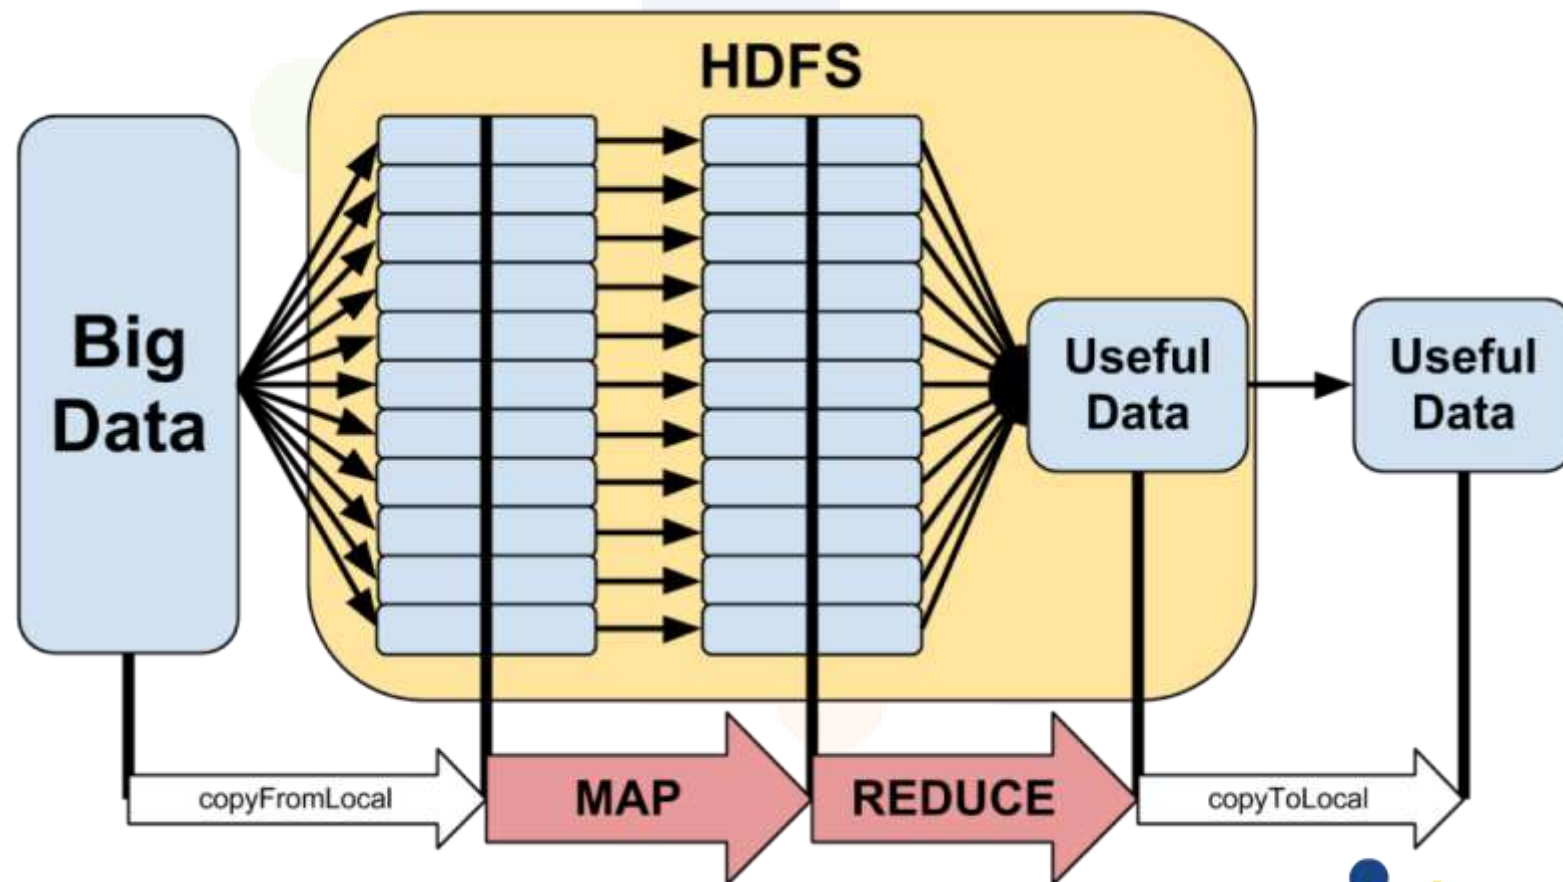 HDFS
Big
Data
Useful
Data
Useful
Data
copyFromLocal
MAP
REDUCE
copyToLocal